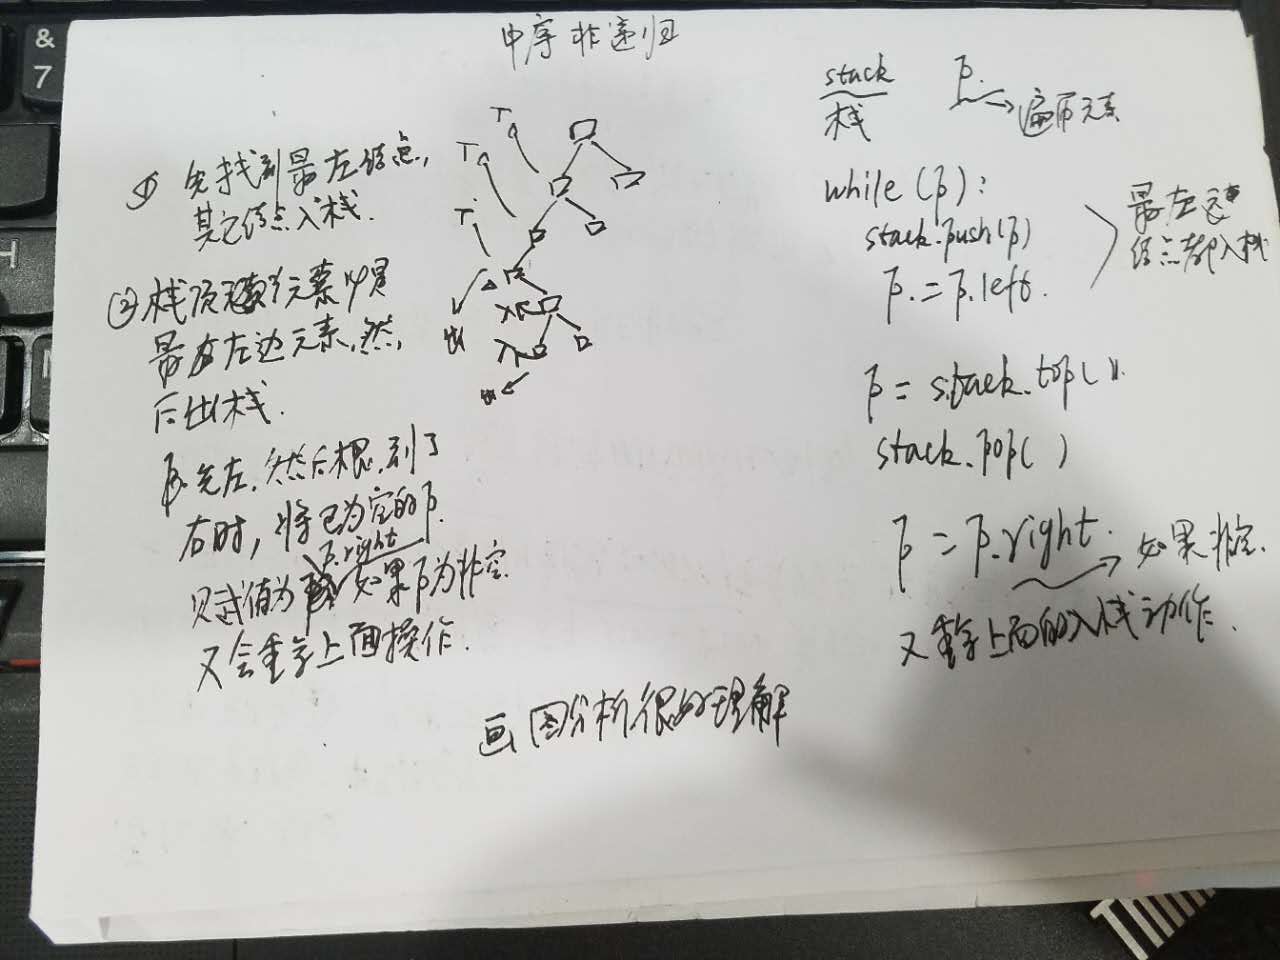 中序非递归
① 先找到最左结点,
其它结点入栈.
②栈顶元素
最左边元素,然
后出栈.
p.先左.然后根.到了
右时,将已为空的p.
p.right
赋值为 如果p为非空.
又会重复上面操作.
画图分析很好理解
T
T
T
入
入
出
出
stack p.
栈 遍历元素
while(p):
stack.push(p)
p.=p.left.
最左边
结点都入栈
p = stack.top().
stack.pop( )
p = p.right. 如果非空.
又重复上面的入栈动作.
&
7
H